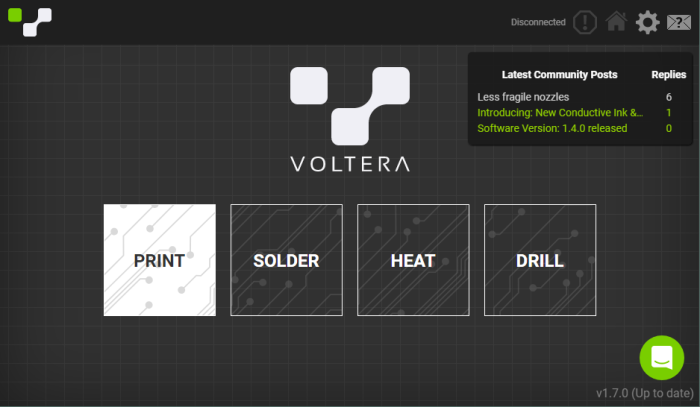 Disconnected
Latest Community Posts Replies
Less fragile nozzles 6
Introducing: New Conductive Ink &... 1
Software Version: 1.4.0 released 0
VOLTERA
PRINT
SOLDER
HEAT
DRILL
v1.7.0 (Up to date)